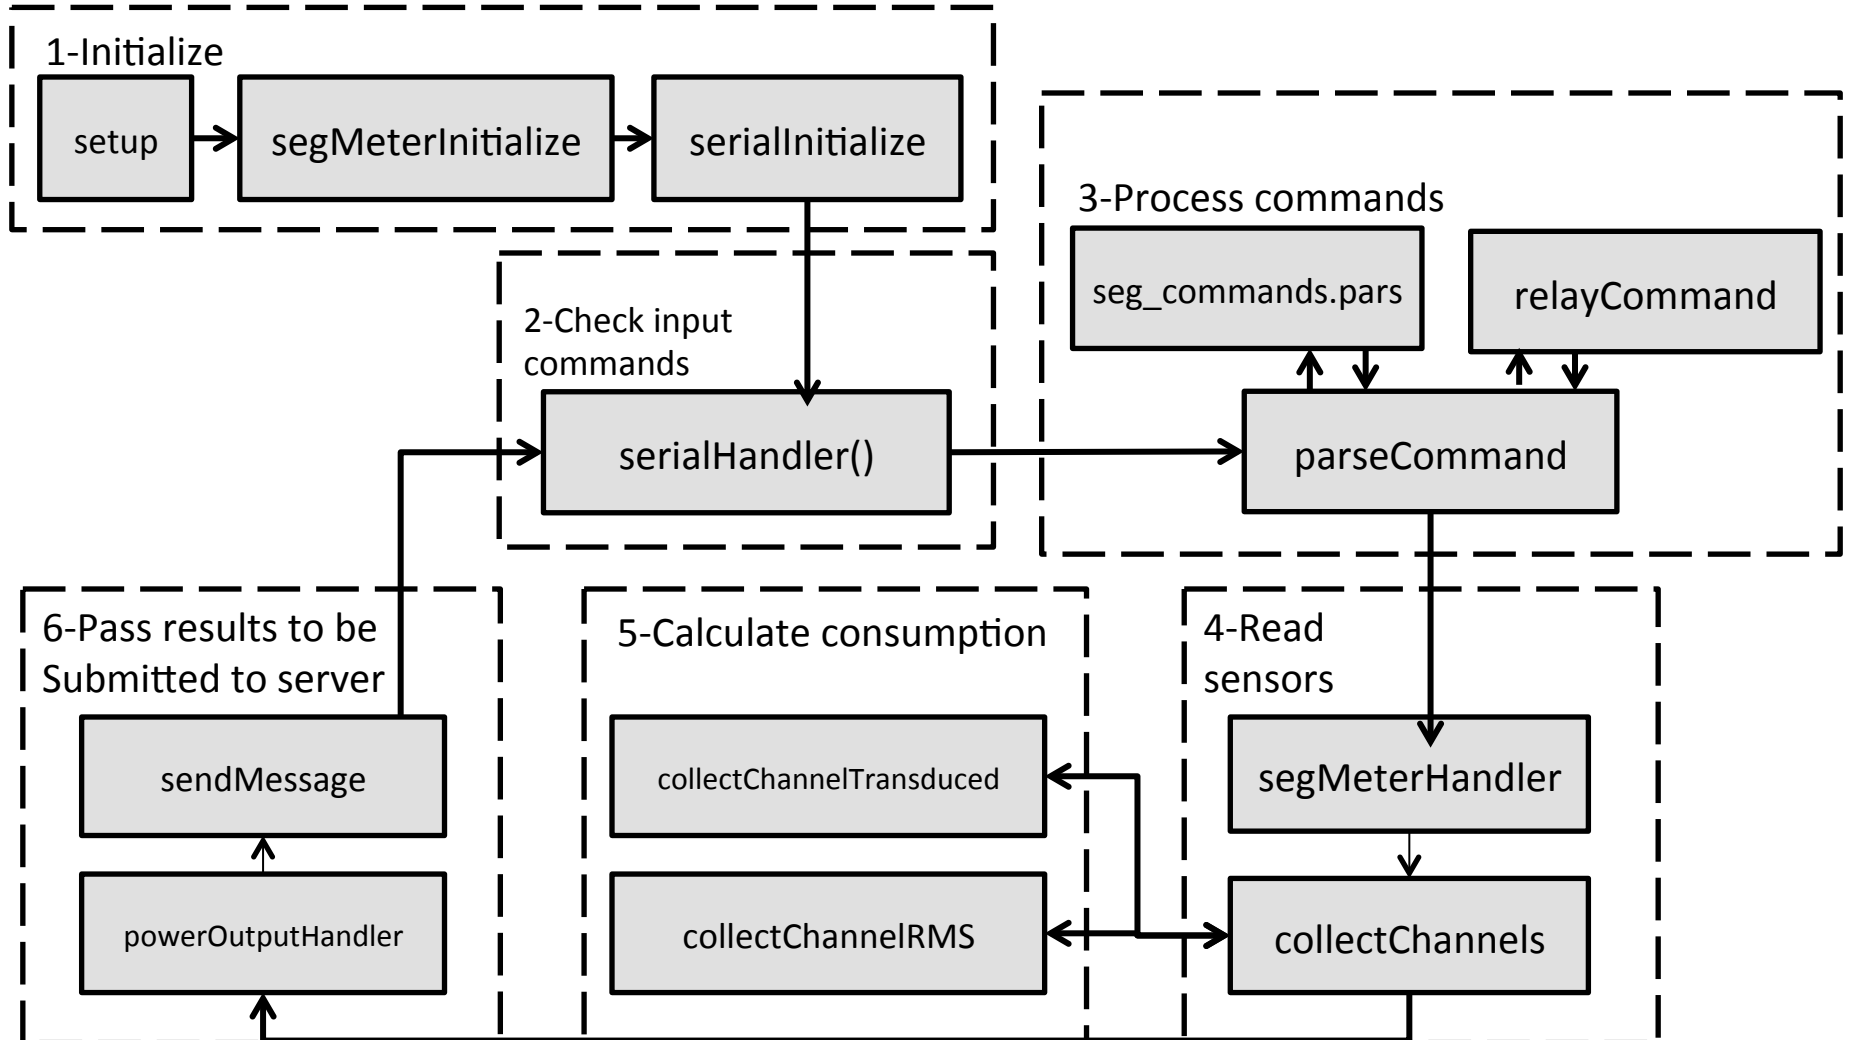 1-Initialize
setup
segMeterInitialize
serialInitialize
2-Check input
commands
serialHandler()
3-Process commands
seg_commands.pars
relayCommand
parseCommand
4-Read
sensors
segMeterHandler
collectChannels
5-Calculate consumption
collectChannelTransduced
collectChannelRMS
6-Pass results to be
Submitted to server
sendMessage
powerOutputHandler